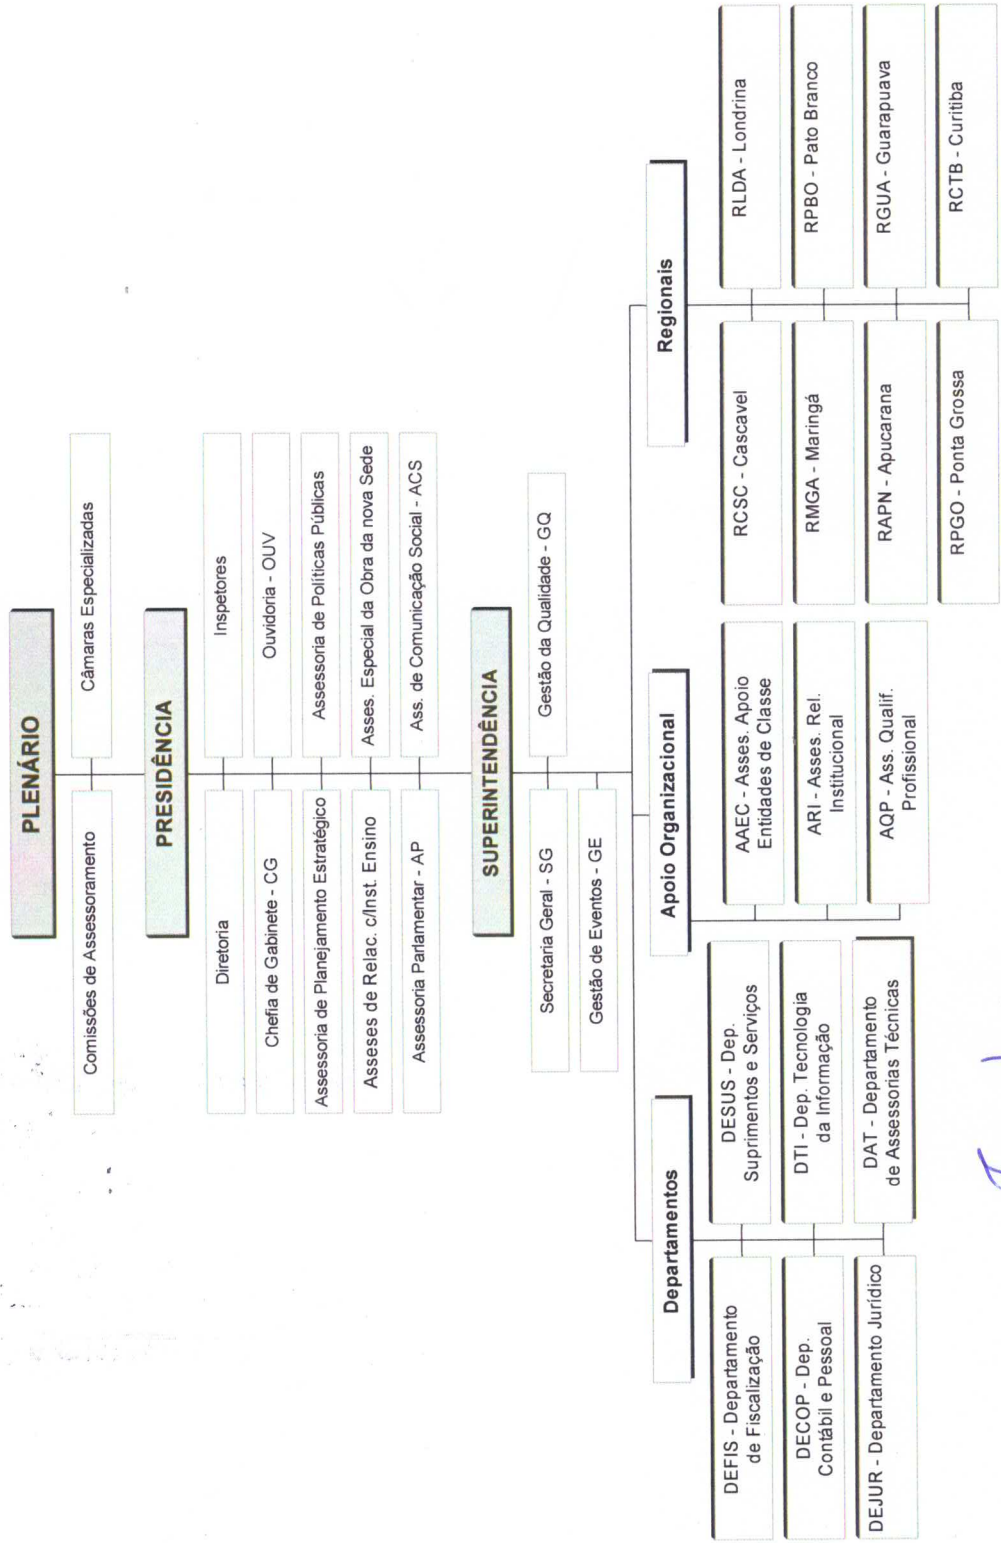 PLENÁRIO
Comissões de Assessoramento
Câmaras Especializadas
PRESIDÊNCIA
Diretoria
Inspetores
Chefia de Gabinete - CG
Ouvidoria - OUV
Assessoria de Planejamento Estratégico
Assessoria de Políticas Públicas
Asseses de Relac. c/Inst. Ensino
Asses. Especial da Obra da nova Sede
Assessoria Parlamentar - AP
Ass. de Comunicação Social - ACS
SUPERINTENDÊNCIA
Secretaria Geral - SG
Gestão da Qualidade - GQ
Gestão de Eventos - GE
Departamentos
DEFIS - Departamento
de Fiscalização
DESUS - Dep.
Suprimentos e Serviços
DECOP - Dep.
Contábil e Pessoal
DTI - Dep. Tecnologia
da Informação
DEJUR - Departamento Jurídico
DAT - Departamento
de Assessorias Técnicas
Apoio Organizacional
AAEC - Asses. Apoio
Entidades de Classe
ARI - Asses. Rel.
Institucional
AQP - Ass. Qualif.
Profissional
Regionais
RCSC - Cascavel
RLDA - Londrina
RMGA - Maringá
RPBO - Pato Branco
RAPN - Apucarana
RGUA - Guarapuava
RPGO - Ponta Grossa
RCTB - Curitiba